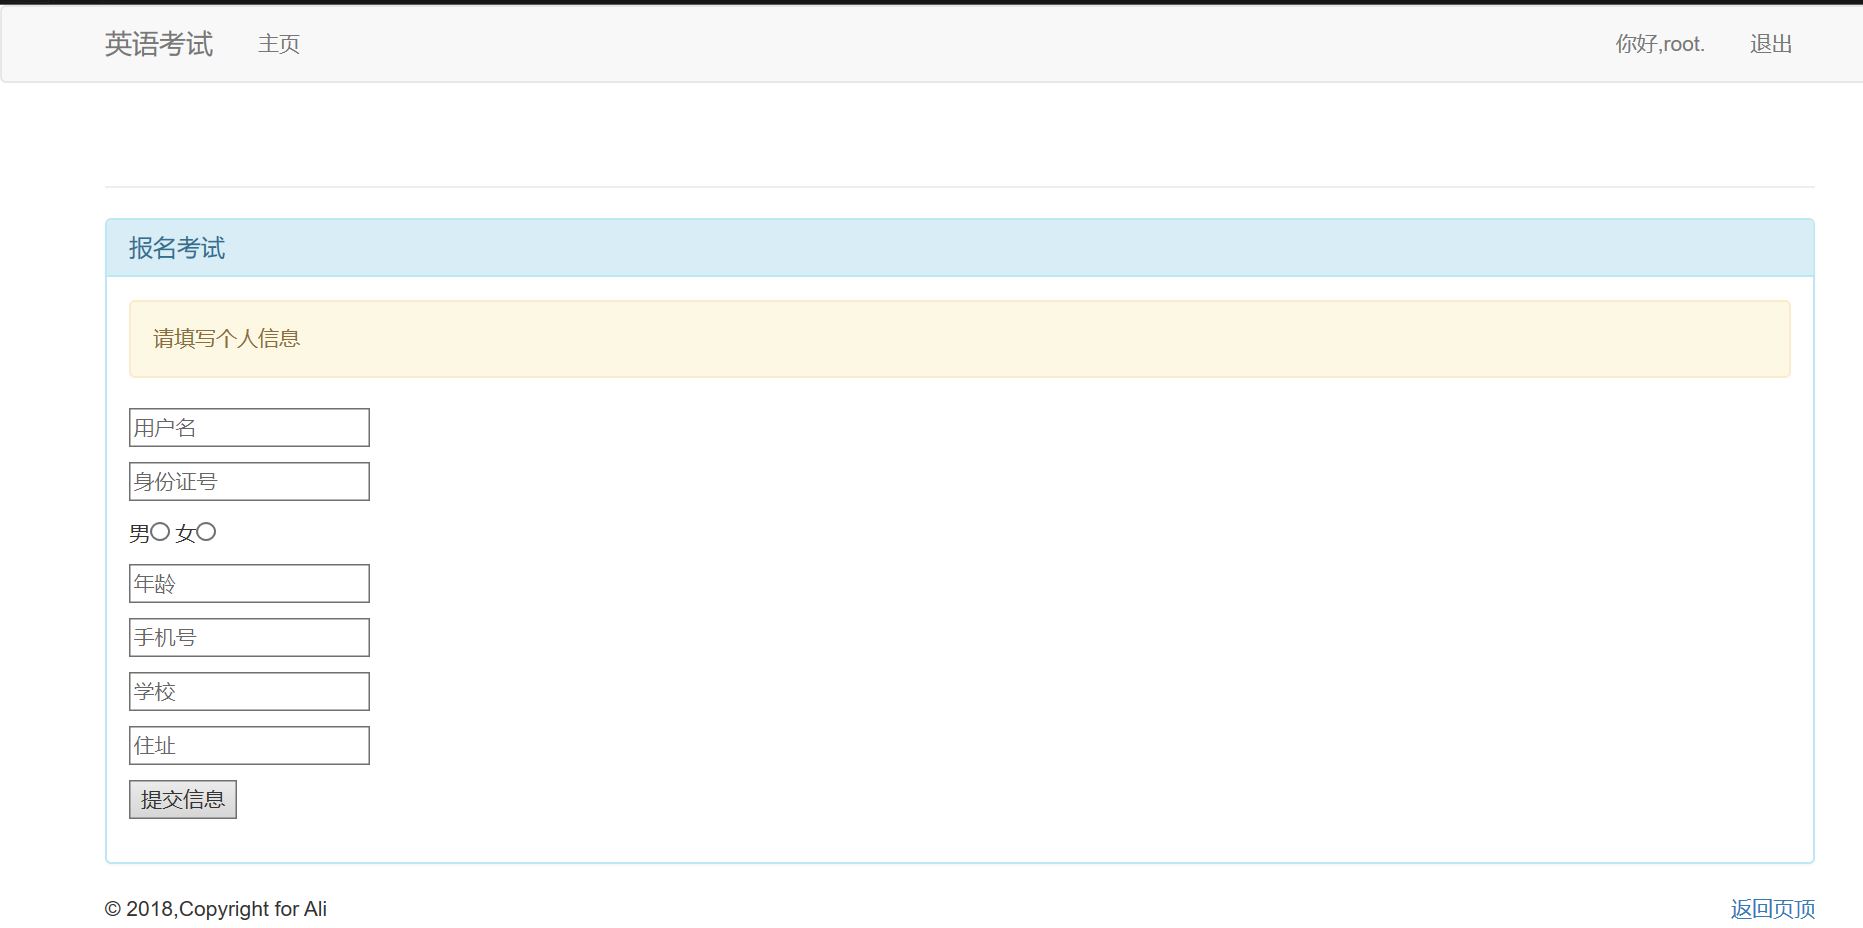 英语考试 主页 你好,root. 退出
报名考试
请填写个人信息
用户名
身份证号
男 女
年龄
手机号
学校
住址
提交信息
© 2018,Copyright for Ali 返回页顶